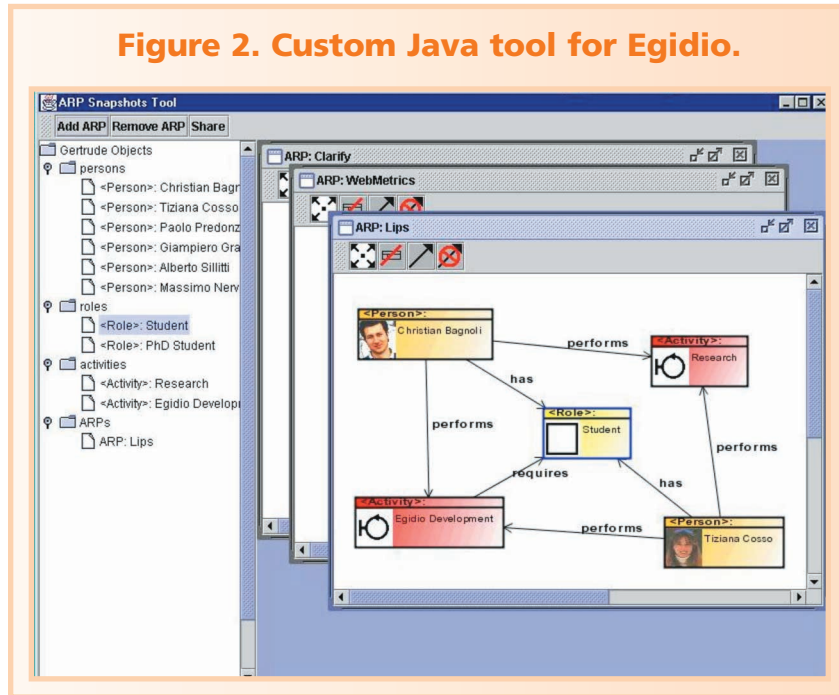 Figure 2. Custom Java tool for Egidio.
ARP Snapshots Tool
Add ARP Remove ARP Share
Gertrude Objects
persons
<Person>: Christian Bagr
<Person>: Tiziana Cosso
<Person>: Paolo Predonz
<Person>: Giampiero Gra
<Person>: Alberto Sillitti
<Person>: Massimo Nerv
roles
<Role>: Student
<Role>: PhD Student
activities
<Activity>: Research
<Activity>: Egidio Develop
ARPs
ARP: Lips
ARP: Clarify
ARP: WebMetrics
ARP: Lips
<Person>:
Christian Bagnoli
performs
<Activity>:
Research
has
performs
<Role>:
Student
performs
requires
has
<Activity>:
Egidio Development
performs
<Person>:
Tiziana Cosso